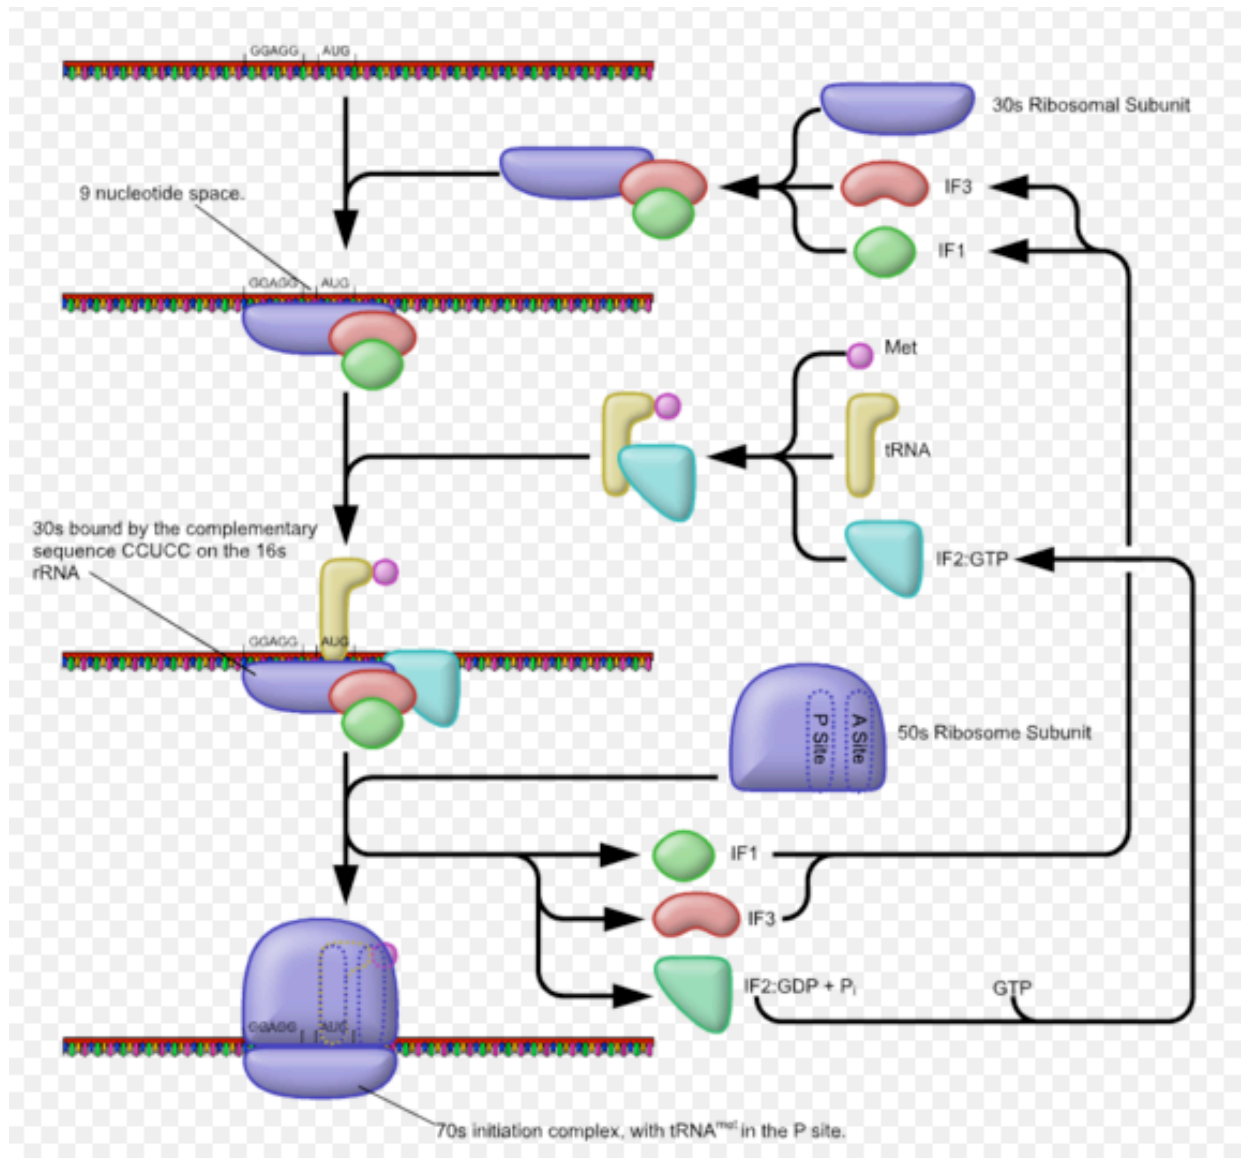 GGAGG AUG
30s Ribosomal Subunit
9 nucleotide space.
IF3
IF1
GGAGG AUG
Met
tRNA
30s bound by the complementary
sequence CCUCC on the 16s
rRNA
IF2:GTP
GGAGG AUG
P Site
A Site
50s Ribosome Subunit
IF1
IF3
IF2:GDP + Pi
GTP
GGAGG AUG
70s initiation complex, with tRNAmet in the P site.